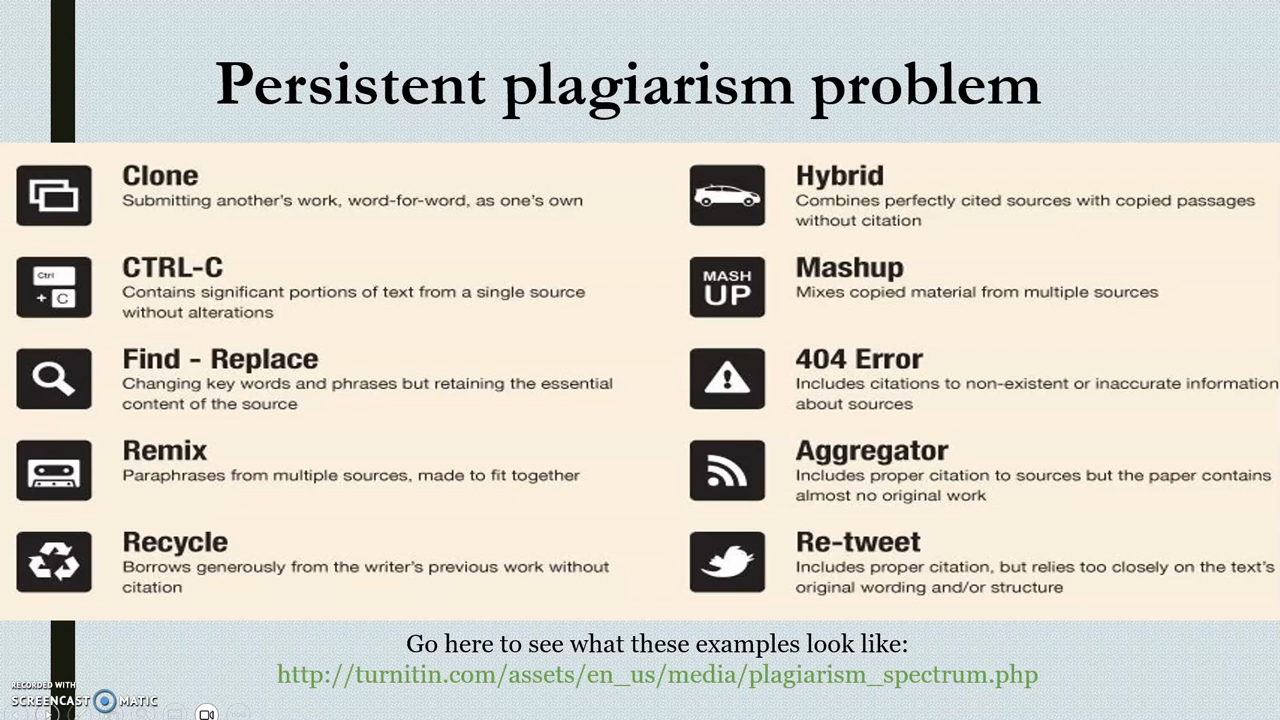 Persistent plagiarism problem
Clone
Submitting another's work, word-for-word, as one's own
Ctrl
+ C
CTRL-C
Contains significant portions of text from a single source
without alterations
Find - Replace
Changing key words and phrases but retaining the essential
content of the source
Remix
Paraphrases from multiple sources, made to fit together
Recycle
Borrows generously from the writer's previous work without
citation
Hybrid
Combines perfectly cited sources with copied passages
without citation
MASH
UP
Mashup
Mixes copied material from multiple sources
404 Error
Includes citations to non-existent or inaccurate information
about sources
Aggregator
Includes proper citation to sources but the paper contains
almost no original work
Re-tweet
Includes proper citation, but relies too closely on the text's
original wording and/or structure
Go here to see what these examples look like:
http://turnitin.com/assets/en_us/media/plagiarism_spectrum.php
RECORDED WITH
SCREENCAST MATIC